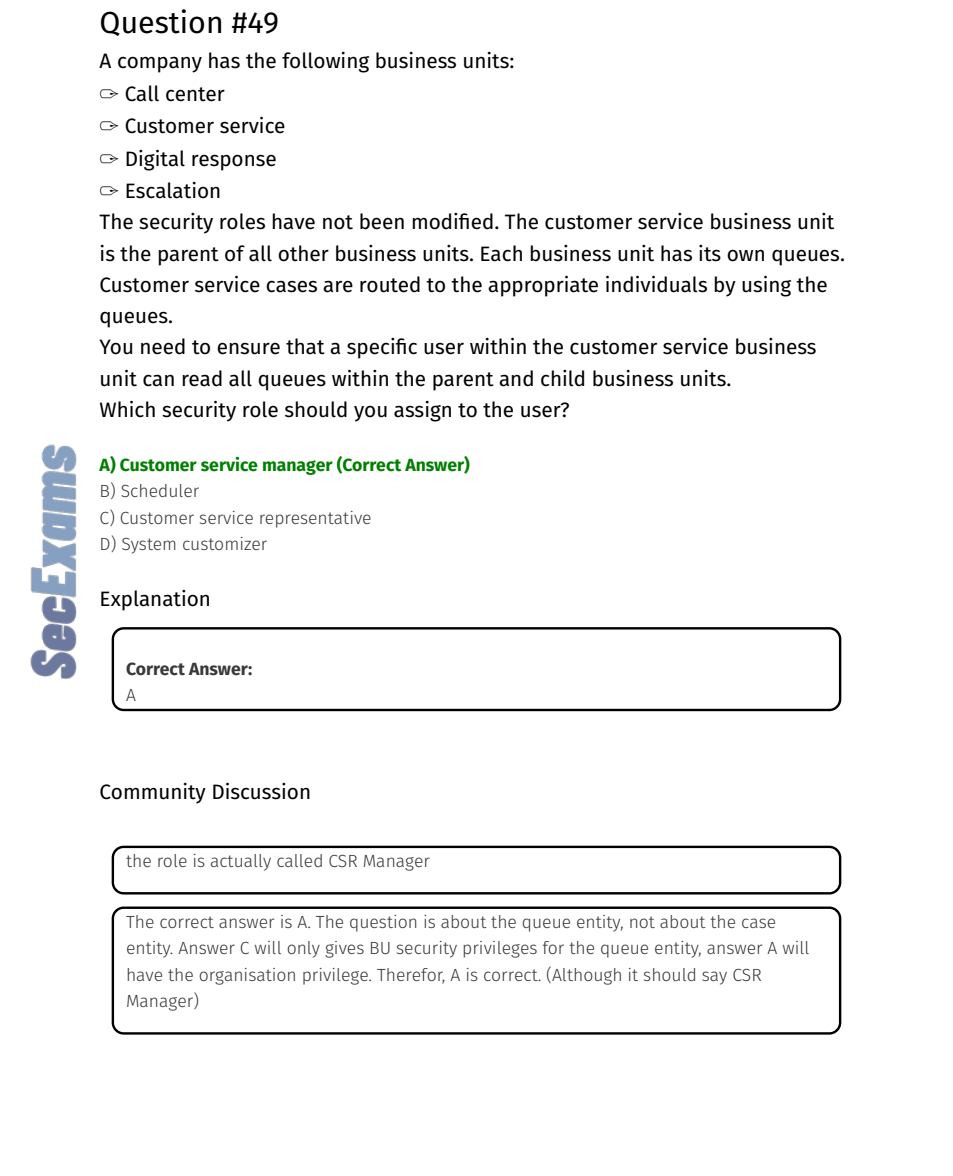 Question #49
A company has the following business units:
✑ Call center
✑ Customer service
✑ Digital response
✑ Escalation
The security roles have not been modified. The customer service business unit
is the parent of all other business units. Each business unit has its own queues.
Customer service cases are routed to the appropriate individuals by using the
queues.
You need to ensure that a specific user within the customer service business
unit can read all queues within the parent and child business units.
Which security role should you assign to the user?
A) Customer service manager (Correct Answer)
B) Scheduler
C) Customer service representative
D) System customizer
SecExams
Explanation
Correct Answer:
A
Community Discussion
the role is actually called CSR Manager
The correct answer is A. The question is about the queue entity, not about the case
entity. Answer C will only gives BU security privileges for the queue entity, answer A will
have the organisation privilege. Therefor, A is correct. (Although it should say CSR
Manager)